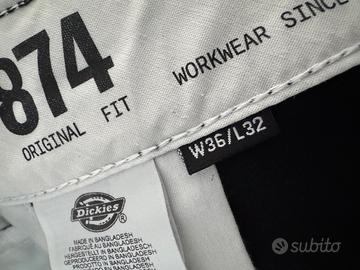 874
ORIGINAL FIT
WORKWEAR SINCE
W36/L32
Dickies
MADE IN BANGLADESH
FABRIQUÉ AU BANGLADESH
HERGESTELLT IN BANGLADESCH
GEPRODUCEERD IN BANGLADESH
PRODOTTO IN BANGLADESH
subito